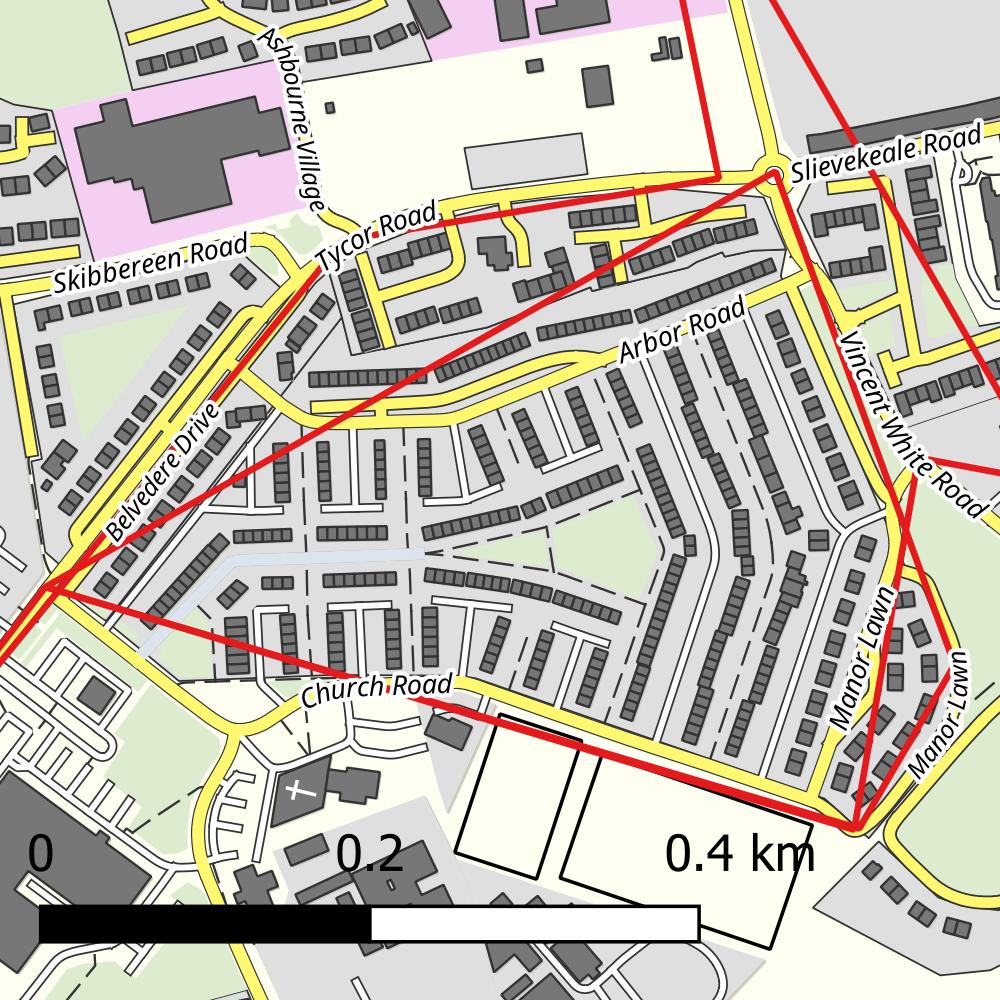 Ashbourne Village
Slievekeale Road
Tycor Road
Skibbereen Road
Arbor Road
Vincent White Road
Belvedere Drive
Manor Lawn
Manor Lawn
Church Road
0 0.2 0.4 km